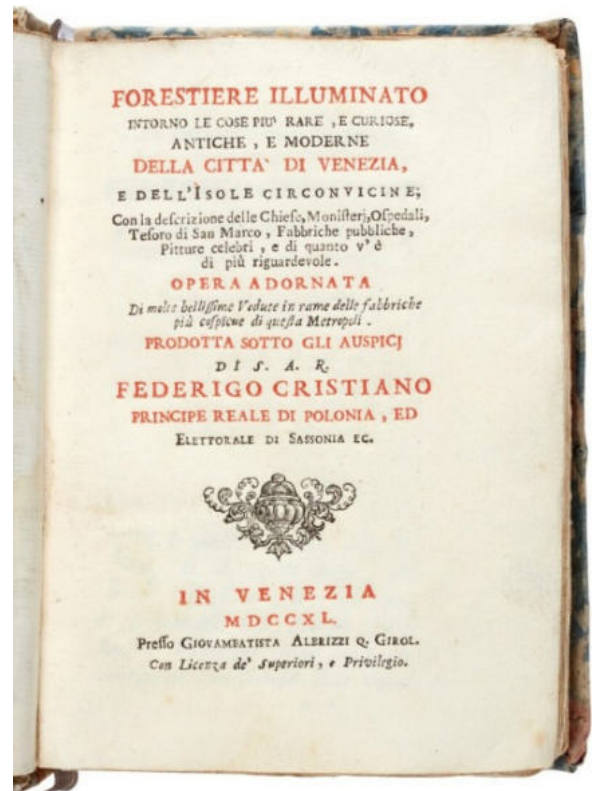 FORESTIERE ILLUMINATO
INTORNO LE COSE PIU' RARE , E CURIOSE,
ANTICHE , E MODERNE
DELLA CITTA' DI VENEZIA,
E DELL'ISOLE CIRCONVICINE;
Con la deſcrizione delle Chieſe, Moniſterj, Oſpedali,
Teſoro di San Marco , Fabbriche pubbliche ,
Pitture celebri , e di quanto v' è
di più riguardevole .
OPERA ADORNATA
Di molte belliſſime Vedute in rame delle fabbriche
più coſpicue di queſta Metropoli .
PRODOTTA SOTTO GLI AUSPICJ
DI S. A. R.
FEDERIGO CRISTIANO
PRINCIPE REALE DI POLONIA , ED
ELETTORALE DI SASSONIA EC.
IN VENEZIA
MDCCXL.
Preſſo GIOVAMBATISTA ALBRIZZI Q. GIROL.
Con Licenza de' Superiori , e Privilegio.